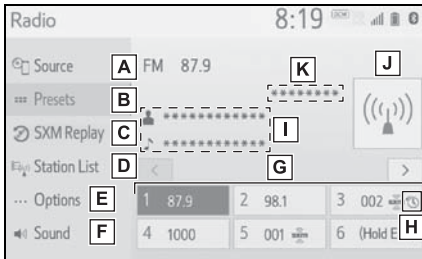 Radio 8:19
K J
Source A FM 87.9
Presets B
************
************
SXM Replay C I
************
Station List D G
Options E 1 87.9 2 98.1 3 002
H
Sound F 4 1000 5 001 6 (Hold E